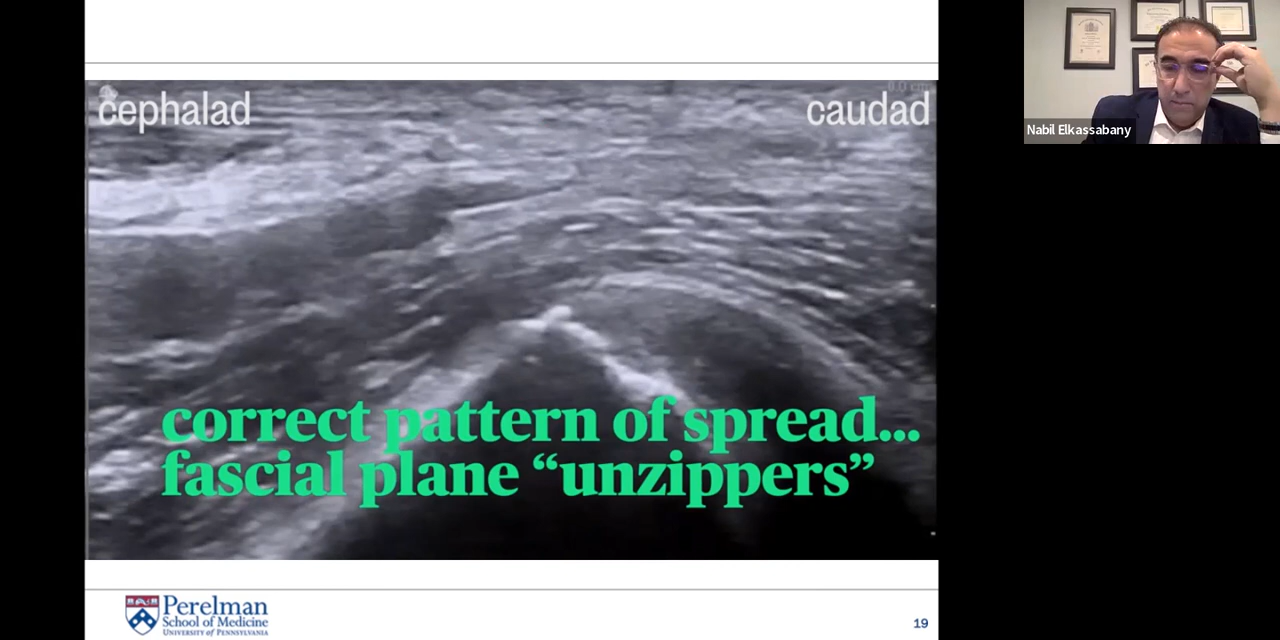 cephalad
caudad
correct pattern of spread...
fascial plane “unzippers”
Perelman
School of Medicine
UNIVERSITY of PENNSYLVANIA
19
Nabil Elkassabany